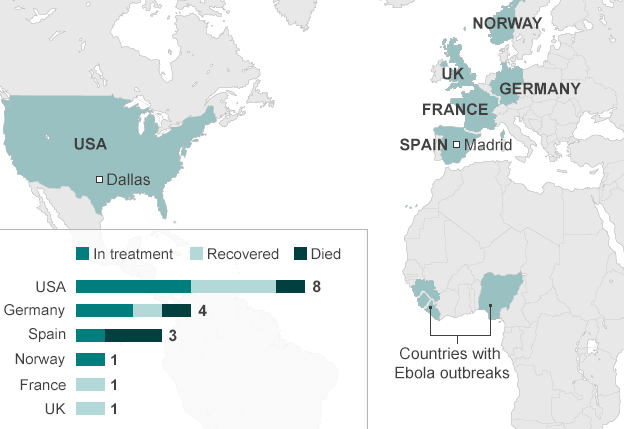 NORWAY
UK
GERMANY
FRANCE
USA
SPAIN Madrid
Dallas
In treatment Recovered Died
USA 8
Germany 4
Spain 3
Norway 1
France 1
UK 1
Countries with
Ebola outbreaks